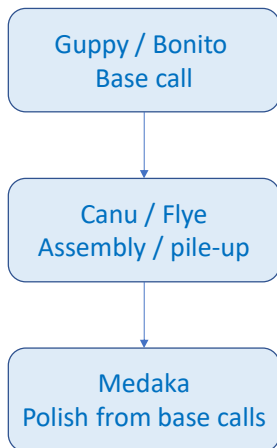 Guppy / Bonito
Base call
Canu / Flye
Assembly / pile-up
Medaka
Polish from base calls